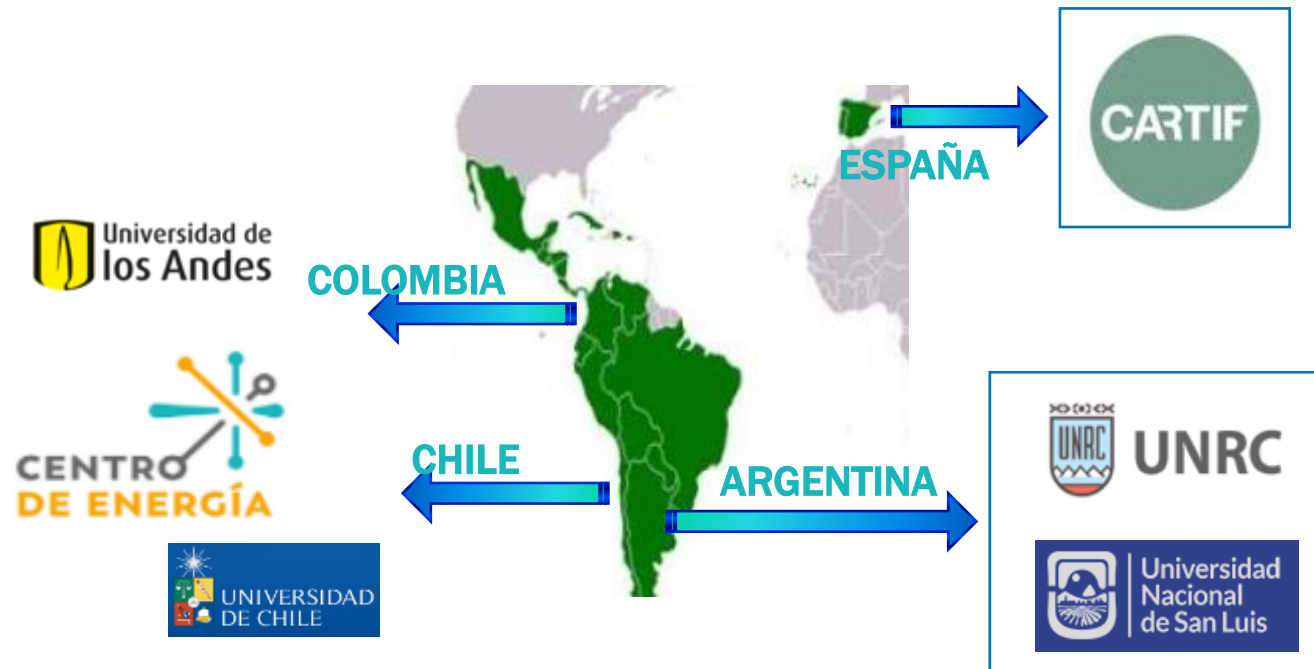 CARTIF
ESPAÑA
Universidad de
los Andes
COLOMBIA
CENTRO
DE ENERGÍA
CHILE
ARGENTINA
UNRC
UNRC
UNIVERSIDAD
DE CHILE
Universidad
Nacional
de San Luis